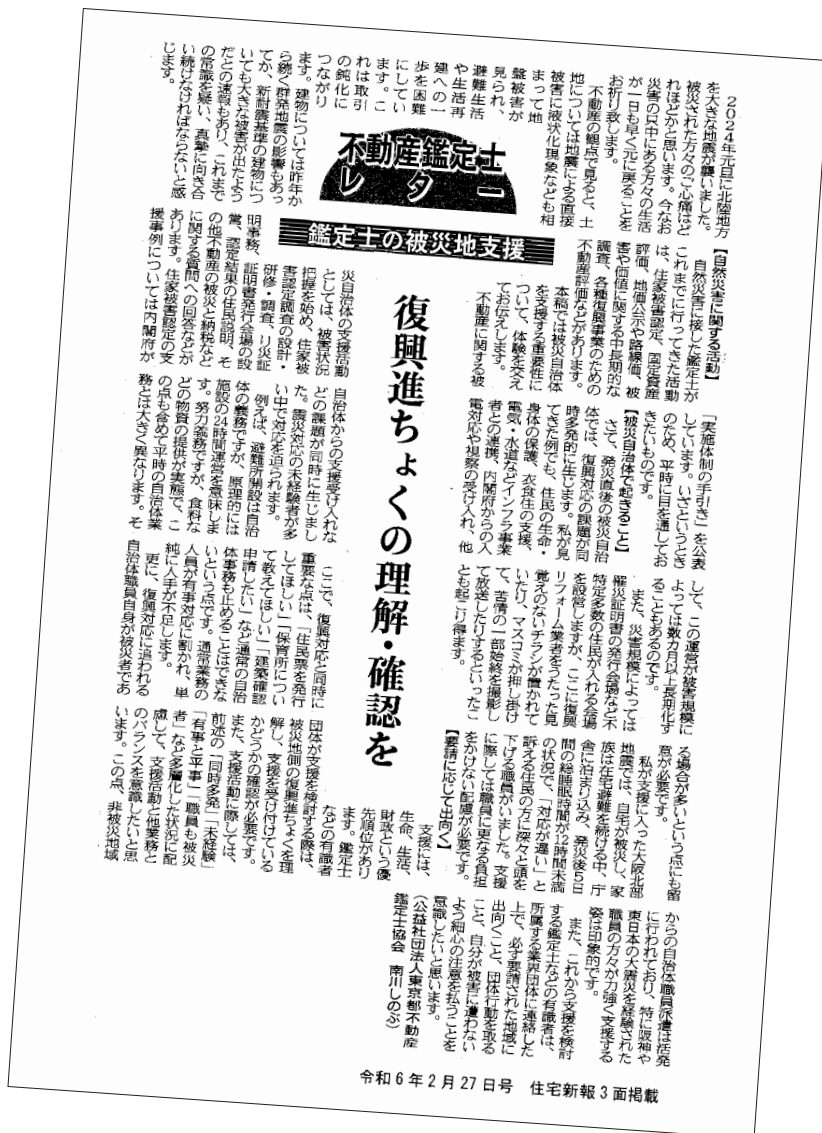 不動産鑑定士
レター
鑑定士の被災地支援
復興進ちょくの理解・確認を
２０２４年元旦に北陸地方
を大きな地震が襲いました。
被災された方々のご心痛はど
れほどかと思います。今なお
災害の只中にある方々の生活
が一日も早く元に戻ることを
お祈り致します。
不動産の観点で見ると、土
地については地震による直接
被害に液状化現象なども相
まって地
盤被害が
見られ、
避難生活
や生活再
建への一
歩を困難
にしてい
ます。こ
れは取引
の鈍化に
つながり
ます。建物については昨年か
ら続く群発地震の影響もあっ
てか、新耐震基準の建物につ
いても大きな被害が出たよう
だとの速報もあり、これまで
の常識を疑い、真摯に向き合
い続けなければならないと感
じます。
【自然災害に関する活動】
自然災害に接した鑑定士が
これまでに行ってきた活動
は、住家被害認定、固定資産
評価、地価公示や路線価、被
害や価値に関する中長期的な
調査、各種復興事業のための
不動産評価などがあります。
本稿では被災自治体
を支援する重要性に
ついて、体験を交え
てお伝えします。
不動産に関する被
災自治体の支援活動
としては、被害状況
把握を始め、住家被
害認定調査の設計・
研修・調査、り災証
明事務、証明書発行会場の設
営、認定結果の住民説明、そ
の他不動産の被災と納税など
に関する質問への回答などが
あります。住家被害認定の支
援事例については内閣府が
「実施体制の手引き」を公表
しています。いざというとき
のため、平時に目を通してお
きたいものです。
【被災自治体で起きること】
さて、発災直後の被災自治
体では、復興対応の課題が同
時多発的に生じます。私が見
てきた例でも、住民の生命・
身体の保護、衣食住の支援、
電気・水道などインフラ事業
者との連携、内閣府からの入
電対応や視察の受け入れ、他
自治体からの支援受け入れな
どの課題が同時に生じまし
た。震災対応の未経験者が多
い中で対応を迫られます。
例えば、避難所開設は自治
体の義務ですが、原理的には
施設の24時間運営を意味しま
す。努力義務ですが、食料な
どの物資の提供が実態で、こ
の点も含めて平時の自治体業
務とは大きく異なります。そ
して、この運営が被害規模に
よっては数カ月以上長期化す
ることもあるのです。
また、災害規模によっては
罹災証明書の発行会場など不
特定多数の住民が入れる会場
を設営しますが、ここに復興
リフォーム業者をうたった見
覚えのないチラシが置かれて
いたり、マスコミが押し掛け
て、苦情の一部始終を撮影し
て放送したりするといったこ
とも起こり得ます。
ここで、復興対応と同時に
重要な点は、「住民票を発行
してほしい」「保育所につい
て教えてほしい」「建築確認
申請したい」など通常の自治
体事務も止めることはできな
いという点です。通常業務の
人員が有事対応に割かれ、単
純に人手が不足します。
更に、復興対応に追われる
自治体職員自身が被災者であ
る場合が多いという点にも留
意が必要です。
私が支援に入った大阪北部
地震では、自宅が被災し、家
族は在宅避難を続ける中、庁
舎に泊まり込み、発災後5日
間の総睡眠時間が2時間未満
の状況で、「対応が遅い」と
訴える住民の方に深々と頭を
下げる職員がいました。支援
に際しては職員に更なる負担
をかけない配慮が必要です。
【要請に応じて出向く】
支援には、
生命、生活、
財政という優
先順位があり
ます。鑑定士
などの有識者
団体が支援を検討する際は、
被災地側の復興進ちょくを理
解し、支援を受け付けている
かどうかの確認が必要です。
また、支援活動に際しては、
前述の「同時多発」「未経験」
「有事と平事」「職員も被災
者」など多層化した状況に配
慮して、支援活動と他業務と
のバランスを意識したいと思
います。この点、非被災地域
からの自治体職員派遣は活発
に行われており、特に阪神や
東日本の大震災を経験された
職員の方々が力強く支援する
姿は印象的です。
また、これから支援を検討
する鑑定士などの有識者は、
所属する業界団体に連絡した
上で、必ず要請された地域に
出向くこと、団体行動を取る
こと、自分が被害に遭わない
よう細心の注意を払うことを
意識したいと思います。
（公益社団法人東京都不動産
鑑定士協会　南川しのぶ）
令和6年2月27日号　住宅新報3面掲載